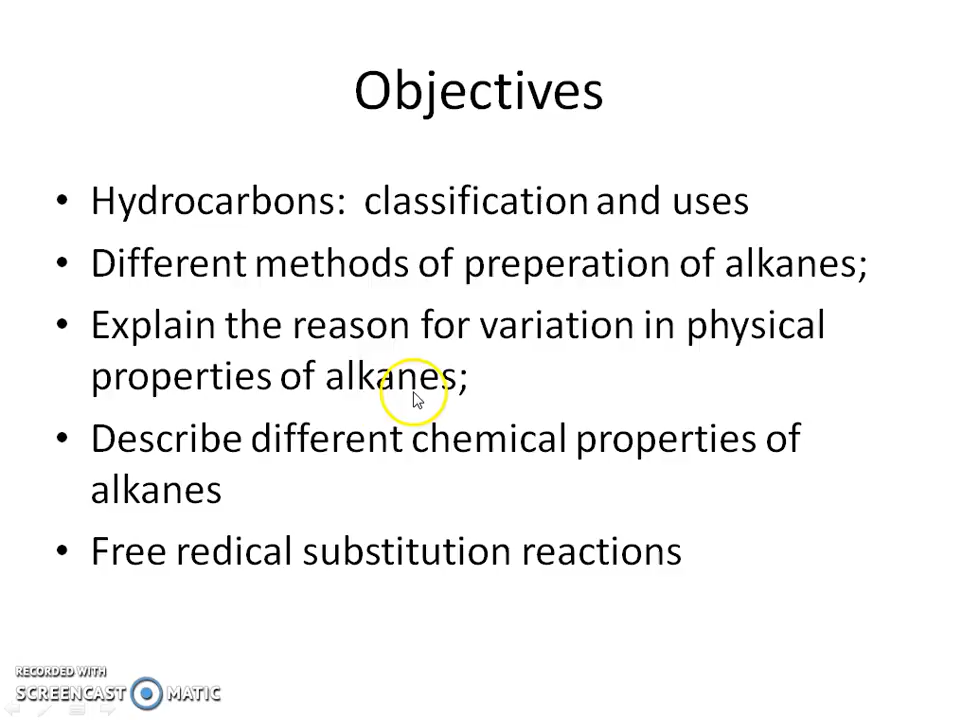 Objectives
• Hydrocarbons: classification and uses
• Different methods of preperation of alkanes;
• Explain the reason for variation in physical
properties of alkanes;
• Describe different chemical properties of
alkanes
• Free redical substitution reactions
RECORDED WITH
SCREENCAST MATIC